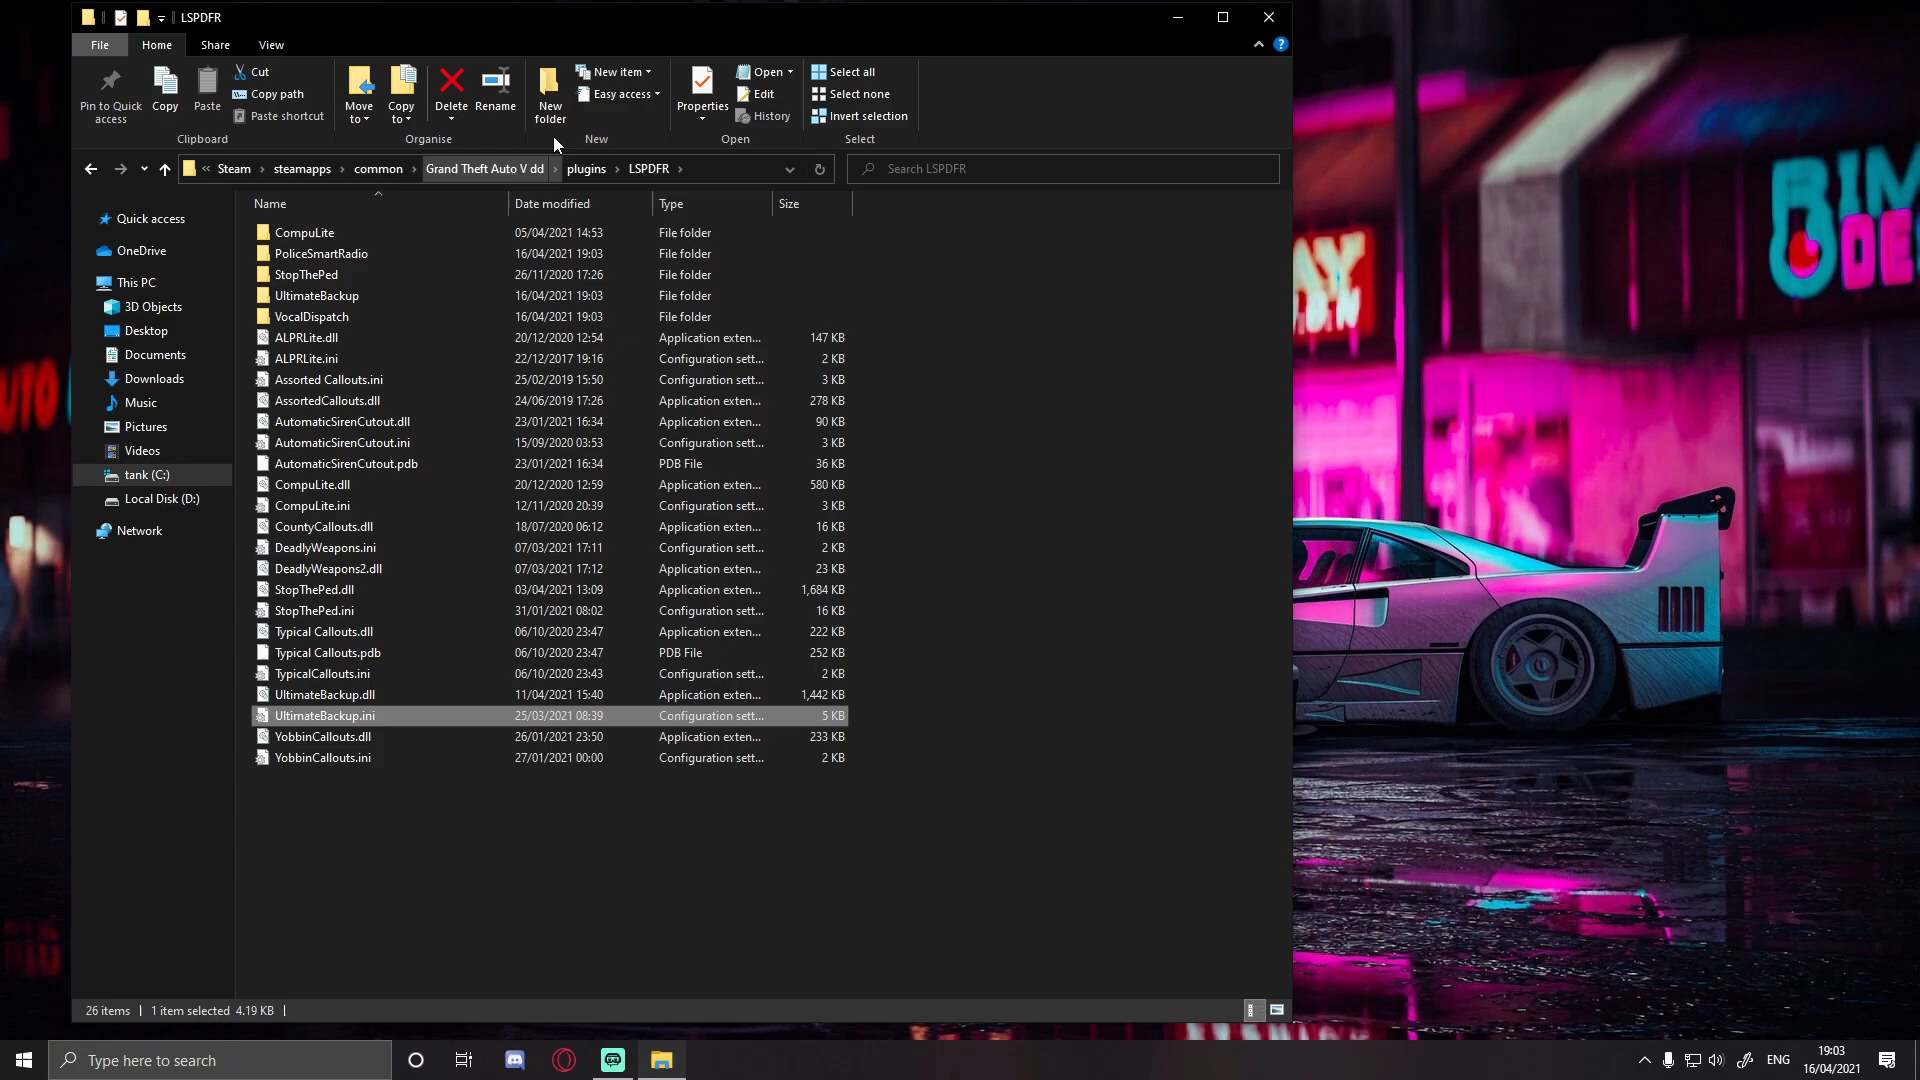 LSPDFR
File Home Share View
Pin to Quick access
Copy
Paste
Cut
Copy path
Paste shortcut
Clipboard
Move to
Copy to
Delete
Rename
Organise
New folder
New item
Easy access
New
Properties
Open
Edit
History
Open
Select all
Select none
Invert selection
Select
« Steam > steamapps > common > Grand Theft Auto V dd > plugins > LSPDFR >
Search LSPDFR
Quick access
OneDrive
This PC
3D Objects
Desktop
Documents
Downloads
Music
Pictures
Videos
tank (C:)
Local Disk (D:)
Network
Name Date modified Type Size
CompuLite 05/04/2021 14:53 File folder
PoliceSmartRadio 16/04/2021 19:03 File folder
StopThePed 26/11/2020 17:26 File folder
UltimateBackup 16/04/2021 19:03 File folder
VocalDispatch 16/04/2021 19:03 File folder
ALPRLite.dll 20/12/2020 12:54 Application exten... 147 KB
ALPRLite.ini 22/12/2017 19:16 Configuration sett... 2 KB
Assorted Callouts.ini 25/02/2019 15:50 Configuration sett... 3 KB
AssortedCallouts.dll 24/06/2019 17:26 Application exten... 278 KB
AutomaticSirenCutout.dll 23/01/2021 16:34 Application exten... 90 KB
AutomaticSirenCutout.ini 15/09/2020 03:53 Configuration sett... 3 KB
AutomaticSirenCutout.pdb 23/01/2021 16:34 PDB File 36 KB
CompuLite.dll 20/12/2020 12:59 Application exten... 580 KB
CompuLite.ini 12/11/2020 20:39 Configuration sett... 3 KB
CountyCallouts.dll 18/07/2020 06:12 Application exten... 16 KB
DeadlyWeapons.ini 07/03/2021 17:11 Configuration sett... 2 KB
DeadlyWeapons2.dll 07/03/2021 17:12 Application exten... 23 KB
StopThePed.dll 03/04/2021 13:09 Application exten... 1,684 KB
StopThePed.ini 31/01/2021 08:02 Configuration sett... 16 KB
Typical Callouts.dll 06/10/2020 23:47 Application exten... 222 KB
Typical Callouts.pdb 06/10/2020 23:47 PDB File 252 KB
TypicalCallouts.ini 06/10/2020 23:43 Configuration sett... 2 KB
UltimateBackup.dll 11/04/2021 15:40 Application exten... 1,442 KB
UltimateBackup.ini 25/03/2021 08:39 Configuration sett... 5 KB
YobbinCallouts.dll 26/01/2021 23:50 Application exten... 233 KB
YobbinCallouts.ini 27/01/2021 00:00 Configuration sett... 2 KB
26 items 1 item selected 4.19 KB
AUTO
DE
Type here to search
ENG
19:03
16/04/2021